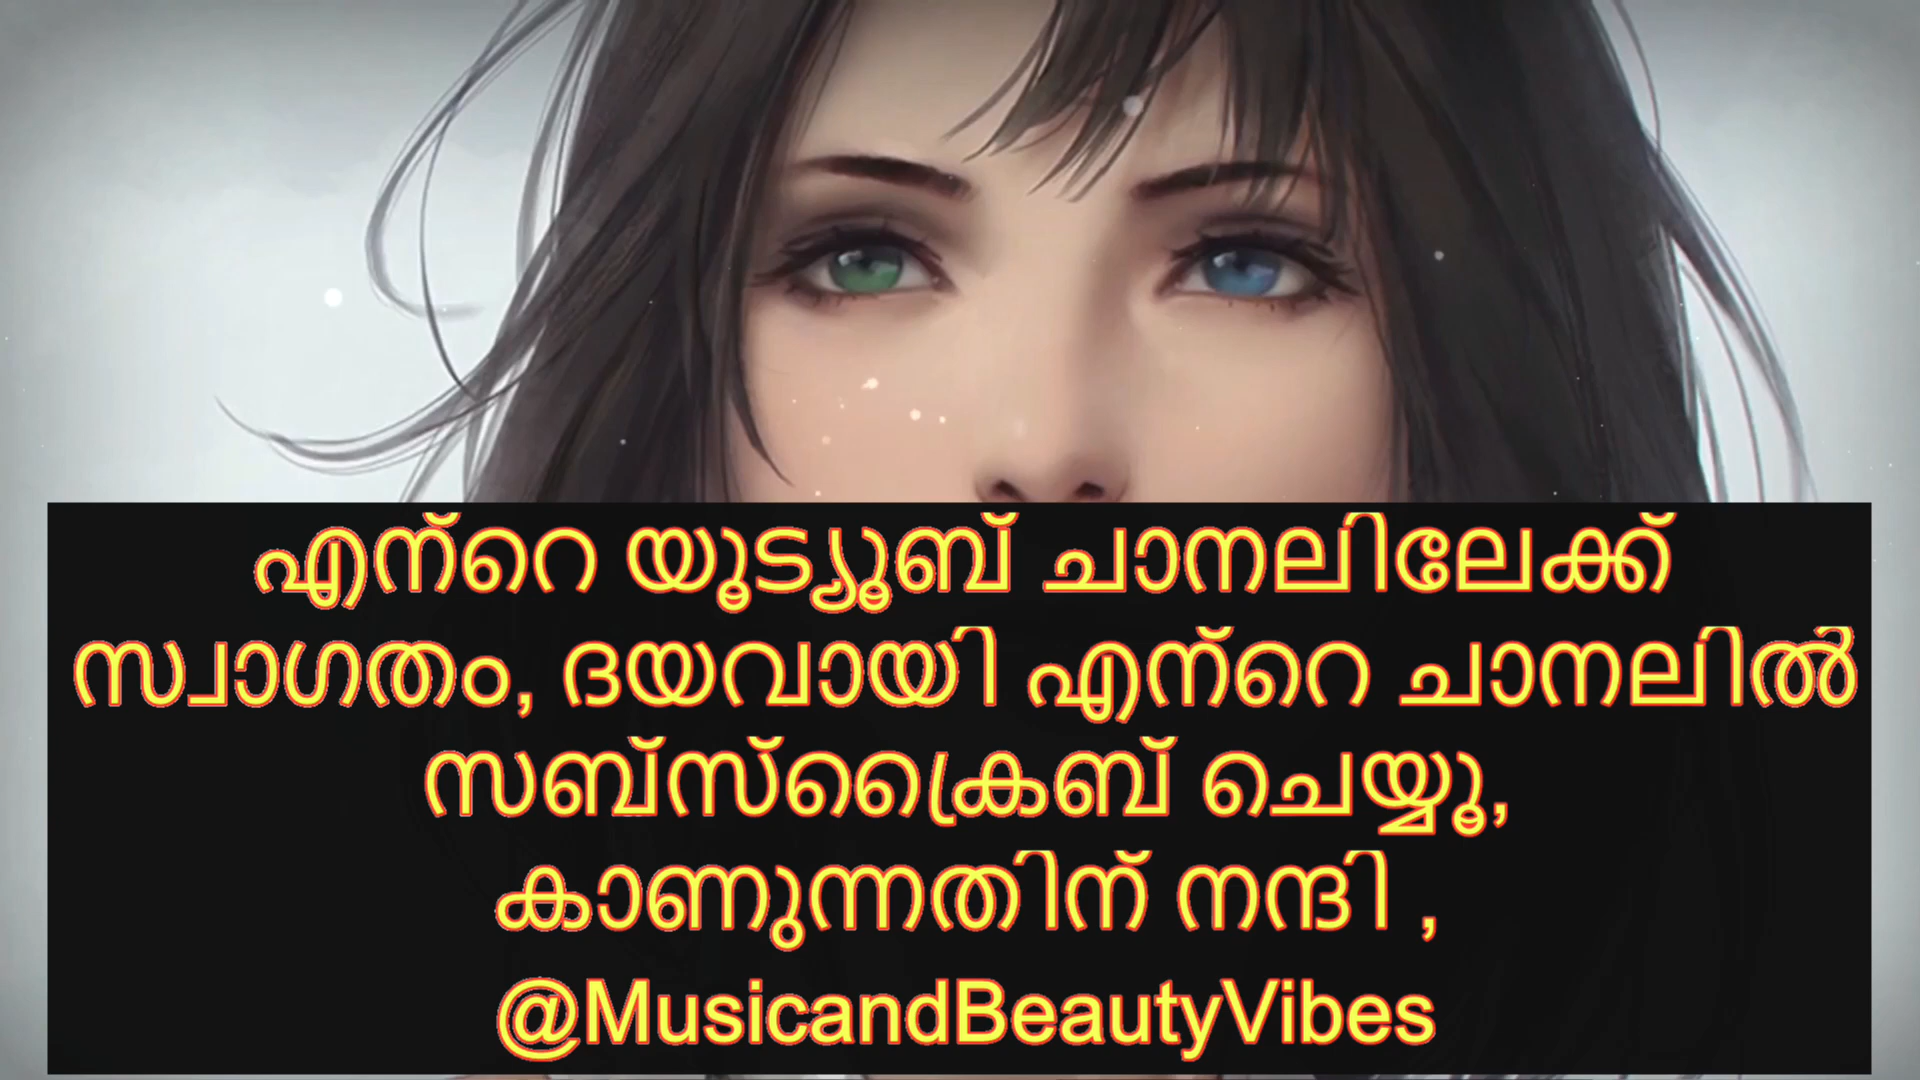 എന്റെ യൂട്യൂബ് ചാനലിലേക്ക്
സ്വാഗതം, ദയവായി എന്റെ ചാനലിൽ
സബ്സ്ക്രൈബ് ചെയ്യൂ,
കാണുന്നതിന് നന്ദി ,
@MusicandBeautyVibes